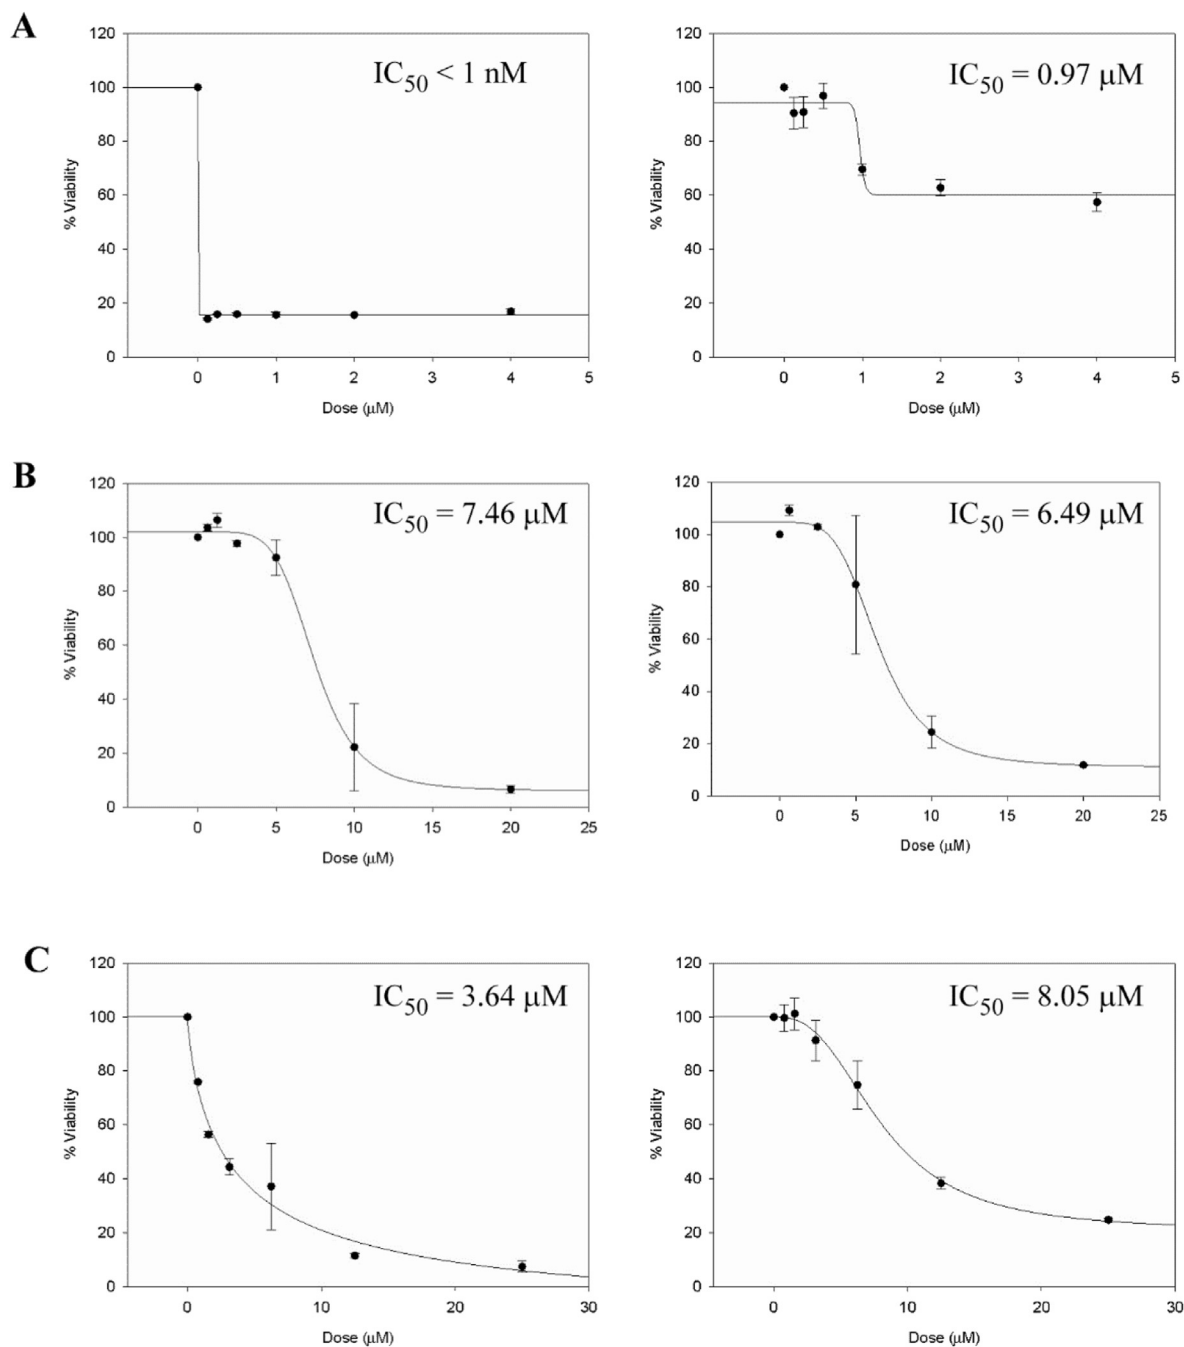 A
IC50 < 1 nM
120
100
80
60
40
20
0
% Viability
0 1 2 3 4 5
Dose (μM)
IC50 = 0.97 μM
120
100
80
60
40
20
0
% Viability
0 1 2 3 4 5
Dose (μM)
B
IC50 = 7.46 μM
120
100
80
60
40
20
0
% Viability
0 5 10 15 20 25
Dose (μM)
IC50 = 6.49 μM
120
100
80
60
40
20
0
% Viability
0 5 10 15 20 25
Dose (μM)
C
IC50 = 3.64 μM
120
100
80
60
40
20
0
% Viability
0 10 20 30
Dose (μM)
IC50 = 8.05 μM
120
100
80
60
40
20
0
% Viability
0 10 20 30
Dose (μM)